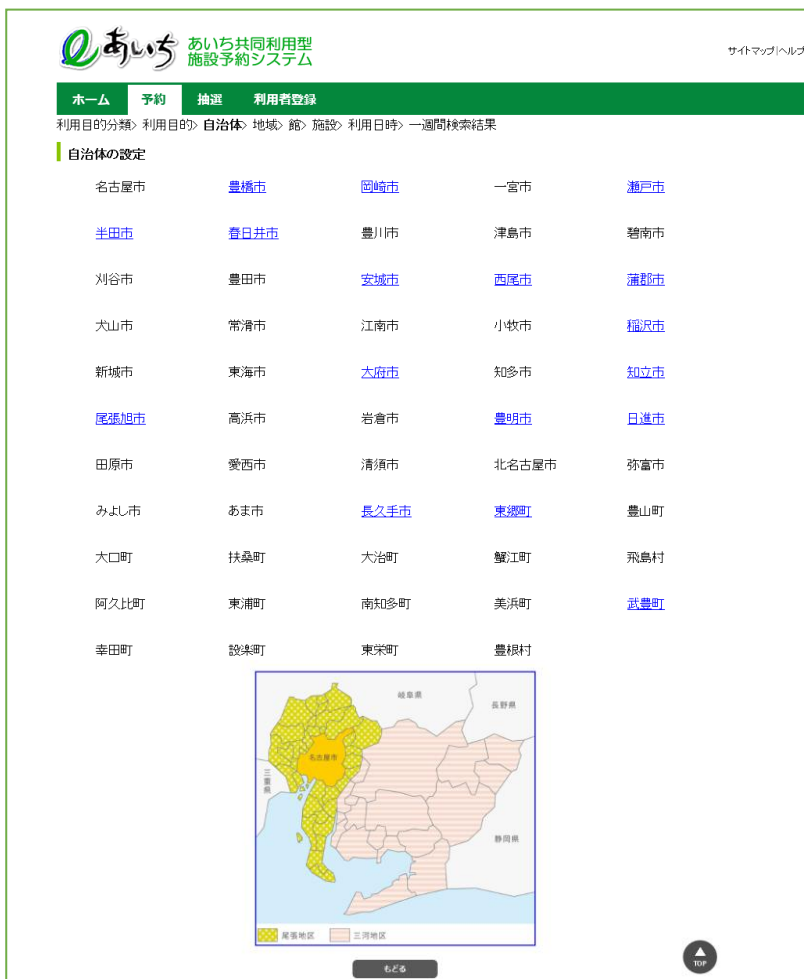 あいち
あいち共同利用型
施設予約システム
サイトマップ|ヘルプ
ホーム 予約 抽選 利用者登録
利用目的分類> 利用目的> 自治体> 地域> 館> 施設> 利用日時> 一週間検索結果
自治体の設定
名古屋市 豊橋市 岡崎市 一宮市 瀬戸市
半田市 春日井市 豊川市 津島市 碧南市
刈谷市 豊田市 安城市 西尾市 蒲郡市
犬山市 常滑市 江南市 小牧市 稲沢市
新城市 東海市 大府市 知多市 知立市
尾張旭市 高浜市 岩倉市 豊明市 日進市
田原市 愛西市 清須市 北名古屋市 弥富市
みよし市 あま市 長久手市 東郷町 豊山町
大口町 扶桑町 大治町 蟹江町 飛島村
阿久比町 東浦町 南知多町 美浜町 武豊町
幸田町 設楽町 東栄町 豊根村
岐阜県
長野県
名古屋市
三重県
静岡県
尾張地区 三河地区
もどる
TOP